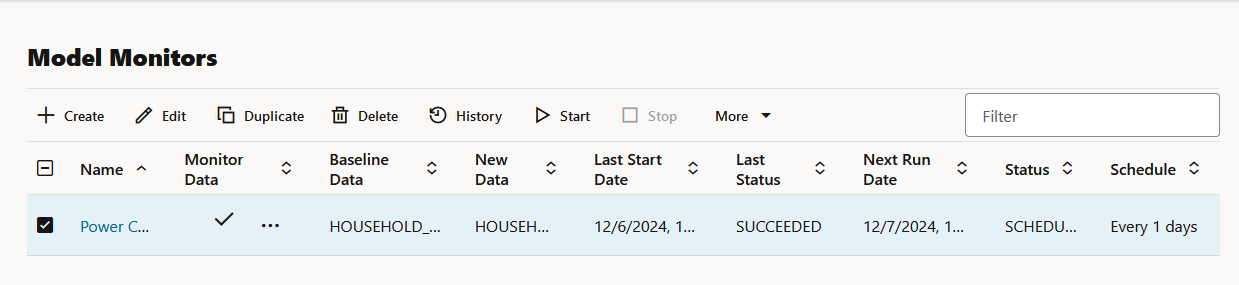 Model Monitors
Create Edit Duplicate Delete History Start Stop More Filter
Name Monitor Data Baseline Data New Data Last Start Date Last Status Next Run Date Status Schedule
Power C... ... HOUSEHOLD_... HOUSEH... 12/6/2024, 1... SUCCEEDED 12/7/2024, 1... SCHEDU... Every 1 days